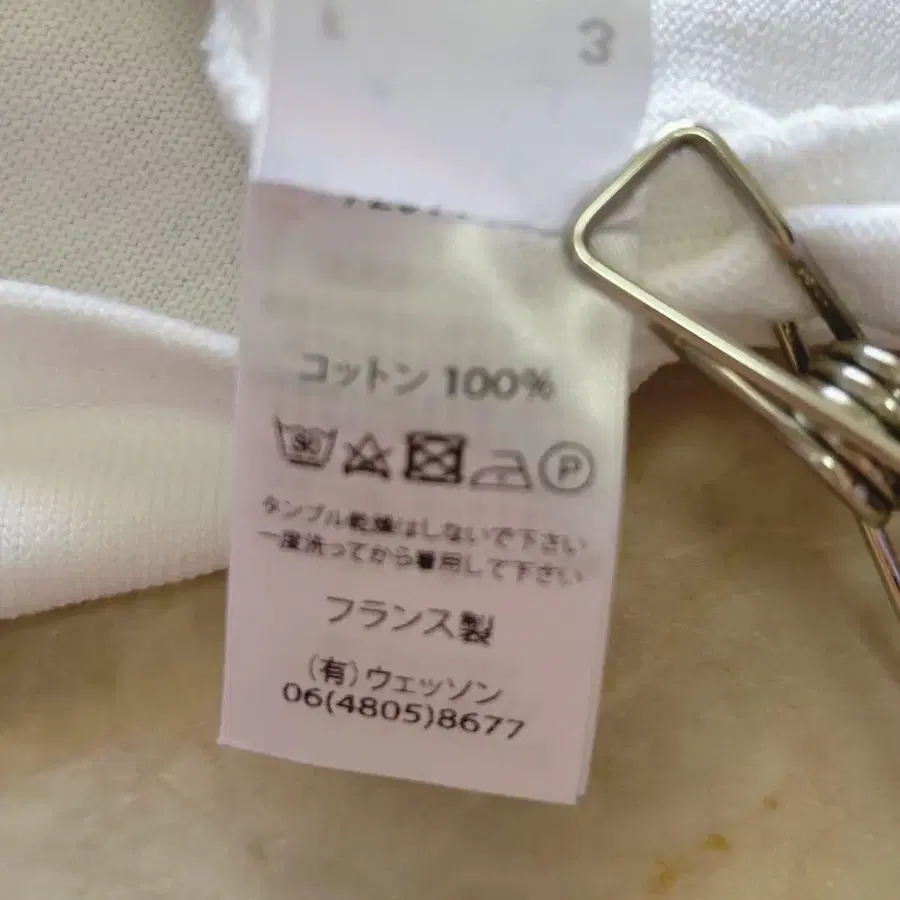 3
コットン 100%
30
P
タンブル乾燥はしないで下さい
一度洗ってから着用して下さい
フランス製
(有)ウェッソン
06(4805)8677